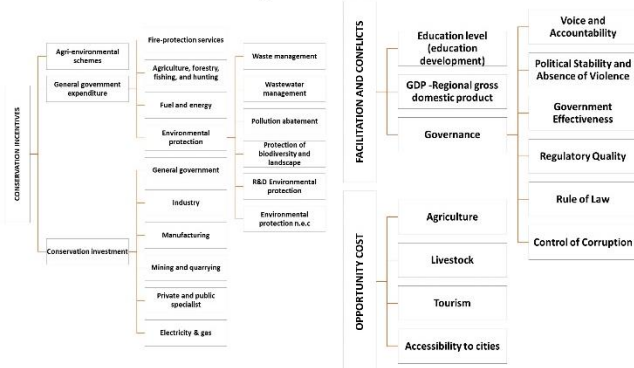 CONSERVATION INCENTIVES
Agri-environmental
schemes
General government
expenditure
Conservation investment
Fire-protection services
Agriculture, forestry,
fishing, and hunting
Fuel and energy
Environmental
protection
General government
Industry
Manufacturing
Mining and quarrying
Private and public
specialist
Electricity & gas
Waste management
Wastewater
management
Pollution abatement
Protection of
biodiversity and
landscape
R&D Environmental
protection
Environmental
protection n.e.c
FACILITATION AND CONFLICTS
Education level
(education
development)
GDP -Regional gross
domestic product
Governance
Voice and
Accountability
Political Stability and
Absence of Violence
Government
Effectiveness
Regulatory Quality
Rule of Law
Control of Corruption
OPPORTUNITY COST
Agriculture
Livestock
Tourism
Accessibility to cities